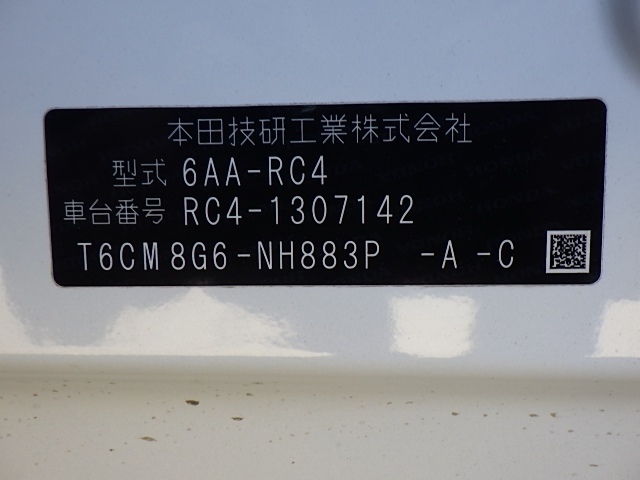 本田技研工業株式会社
型式 6AA-RC4
車台番号 RC4-1307142
T6CM8G6-NH883P -A -C